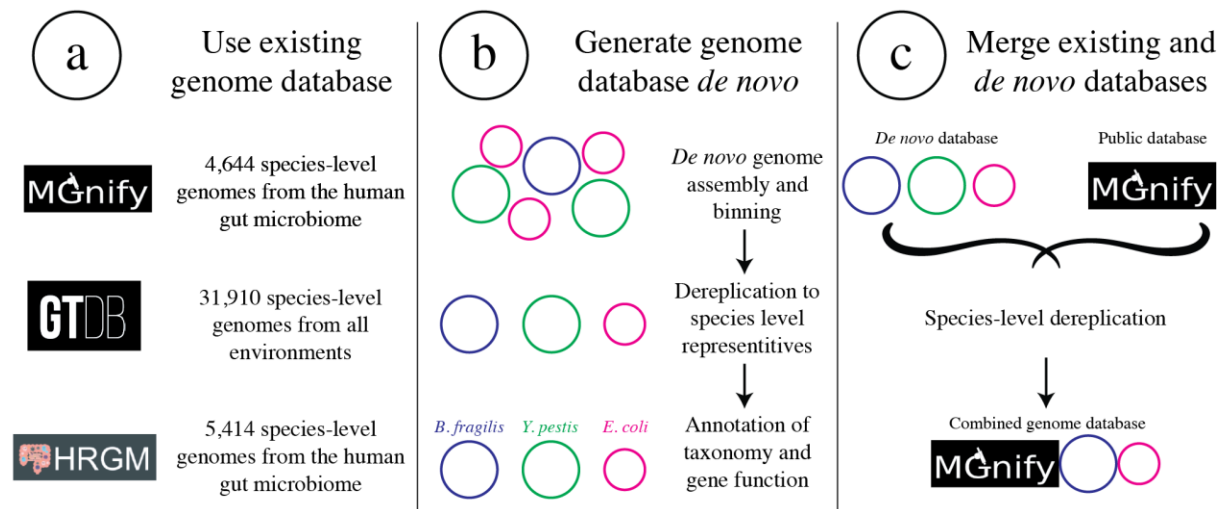 a
Use existing
genome database
MGnify
4,644 species-level
genomes from the human
gut microbiome
GTDB
31,910 species-level
genomes from all
environments
HRGM
5,414 species-level
genomes from the human
gut microbiome
b
Generate genome
database de novo
De novo genome
assembly and
binning
Dereplication to
species level
representitives
B. fragilis
Y. pestis
E. coli
Annotation of
taxonomy and
gene function
c
Merge existing and
de novo databases
De novo database
Public database
MGnify
Species-level dereplication
Combined genome database
MGnify